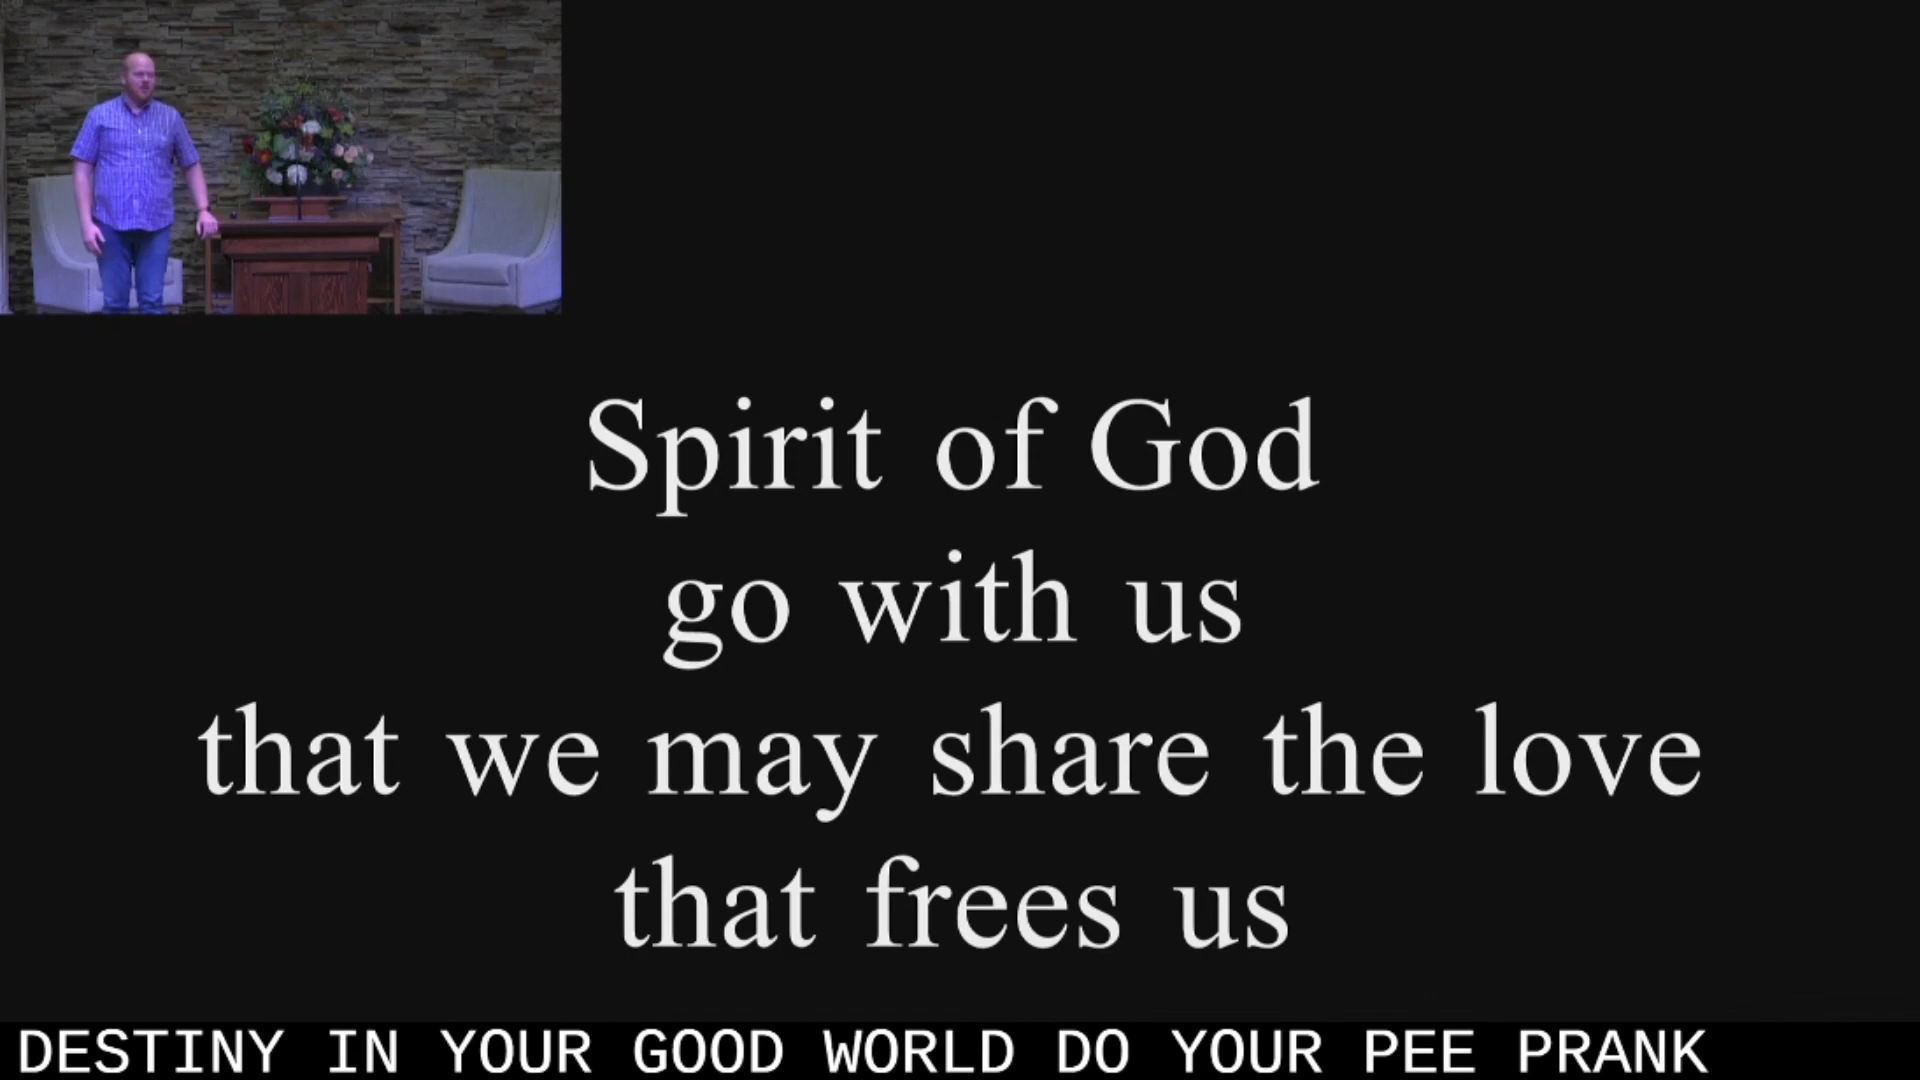 Spirit of God
go with us
that we may share the love
that frees us
DESTINY IN YOUR GOOD WORLD DO YOUR PEE PRANK